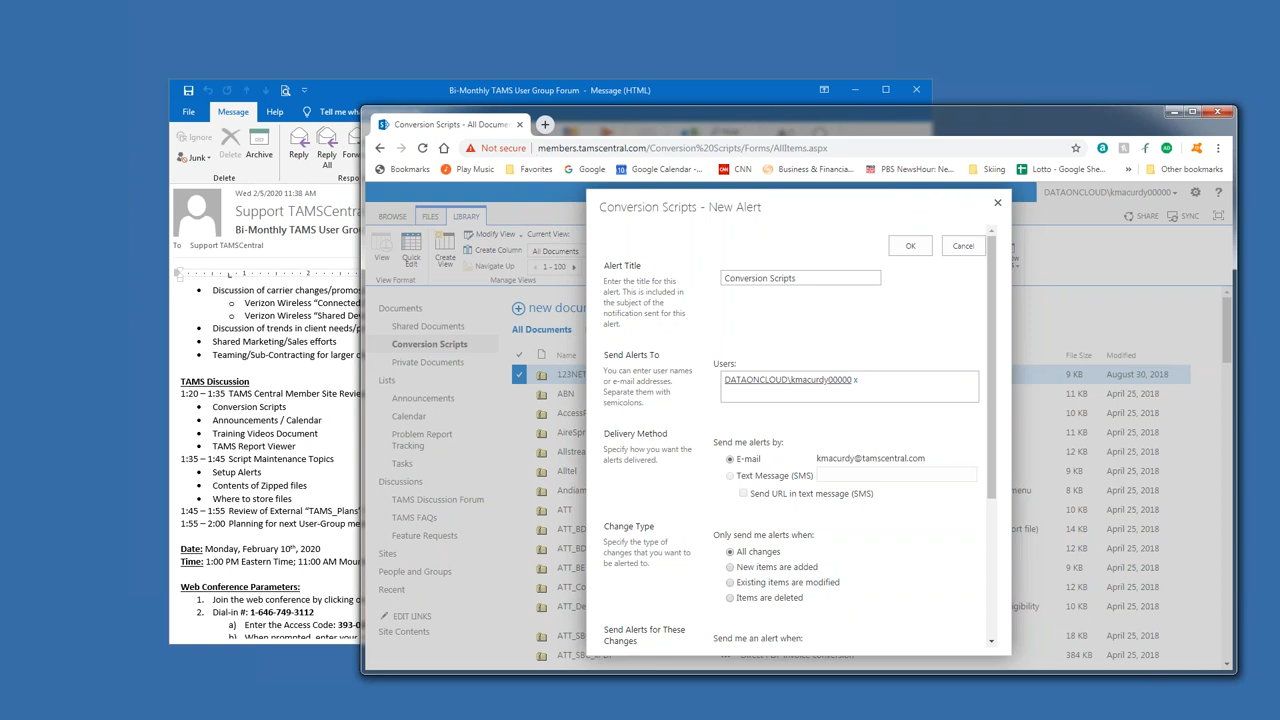 Bi-Monthly TAMS User Group Forum - Message (HTML)
File Message Help Tell me
Ignore
Junk
Delete Archive Reply Reply All
Delete
Wed 2/5/2020 11:38 AM
Support TAMSCentra
Bi-Monthly TAMS User Grou
To Support TAMSCentral
1 2
• Discussion of carrier changes/promos
o Verizon Wireless "Connected
o Verizon Wireless "Shared De
• Discussion of trends in client needs/p
• Shared Marketing/Sales efforts
• Teaming/Sub-Contracting for larger
TAMS Discussion
1:20 – 1:35 TAMS Central Member Site Revie
• Conversion Scripts
• Announcements / Calendar
• Training Videos Document
• TAMS Report Viewer
1:35 – 1:45 Script Maintenance Topics
• Setup Alerts
• Contents of Zipped files
• Where to store files
1:45 – 1:55 Review of External "TAMS_Plans"
1:55 – 2:00 Planning for next User-Group me
Date: Monday, February 10th, 2020
Time: 1:00 PM Eastern Time; 11:00 AM Mount
Web Conference Parameters:
1. Join the web conference by clicking
2. Dial-in #: 1-646-749-3112
a) Enter the Access Code: 393-0
b) When prompted, enter your
Conversion Scripts - All Docume
Not secure members.tamscentral.com/Conversion%20Scripts/Forms/AllItems.aspx
Bookmarks Play Music Favorites Google Google Calendar -... CNN Business & Financia... PBS NewsHour: Ne... Skiing Lotto - Google She... » Other bookmarks
DATAONCLOUD\kmacurdy00000
BROWSE FILES LIBRARY
SHARE SYNC
View
Quick Edit
Create View
Modify View
Create Column
Navigate Up
Current View:
All Documents
1 - 100
View Format Manage Views
Documents
Shared Documents
Conversion Scripts
Private Documents
Lists
Announcements
Calendar
Problem Report Tracking
Tasks
Discussions
TAMS Discussion Forum
TAMS FAQs
Feature Requests
Sites
People and Groups
Recent
EDIT LINKS
Site Contents
new docu
All Documents
Name File Size Modified
123NET 9 KB August 30, 2018
ABN 11 KB April 25, 2018
AccessP 10 KB April 25, 2018
AireSpr 11 KB April 25, 2018
Allstrea 12 KB April 25, 2018
Alltel 9 KB April 25, 2018
Andiam menu 8 KB April 25, 2018
ATT 10 KB April 25, 2018
ATT_BD ort file) 14 KB April 25, 2018
ATT_BD 12 KB April 25, 2018
ATT_BE 12 KB April 25, 2018
ATT_Co 12 KB April 25, 2018
ATT_De igibility 10 KB April 25, 2018
18 KB April 25, 2018
384 KB April 25, 2018
Conversion Scripts - New Alert
OK Cancel
Alert Title
Enter the title for this
alert. This is included in
the subject of the
notification sent for this
alert.
Conversion Scripts
Send Alerts To
You can enter user names
or e-mail addresses.
Separate them with
semicolons.
Users:
DATAONCLOUD\kmacurdy00000 x
Delivery Method
Specify how you want the
alerts delivered.
Send me alerts by:
E-mail kmacurdy@tamscentral.com
Text Message (SMS)
Send URL in text message (SMS)
Change Type
Specify the type of
changes that you want to
be alerted to.
Only send me alerts when:
All changes
New items are added
Existing items are modified
Items are deleted
Send Alerts for These
Changes
Send me an alert when: